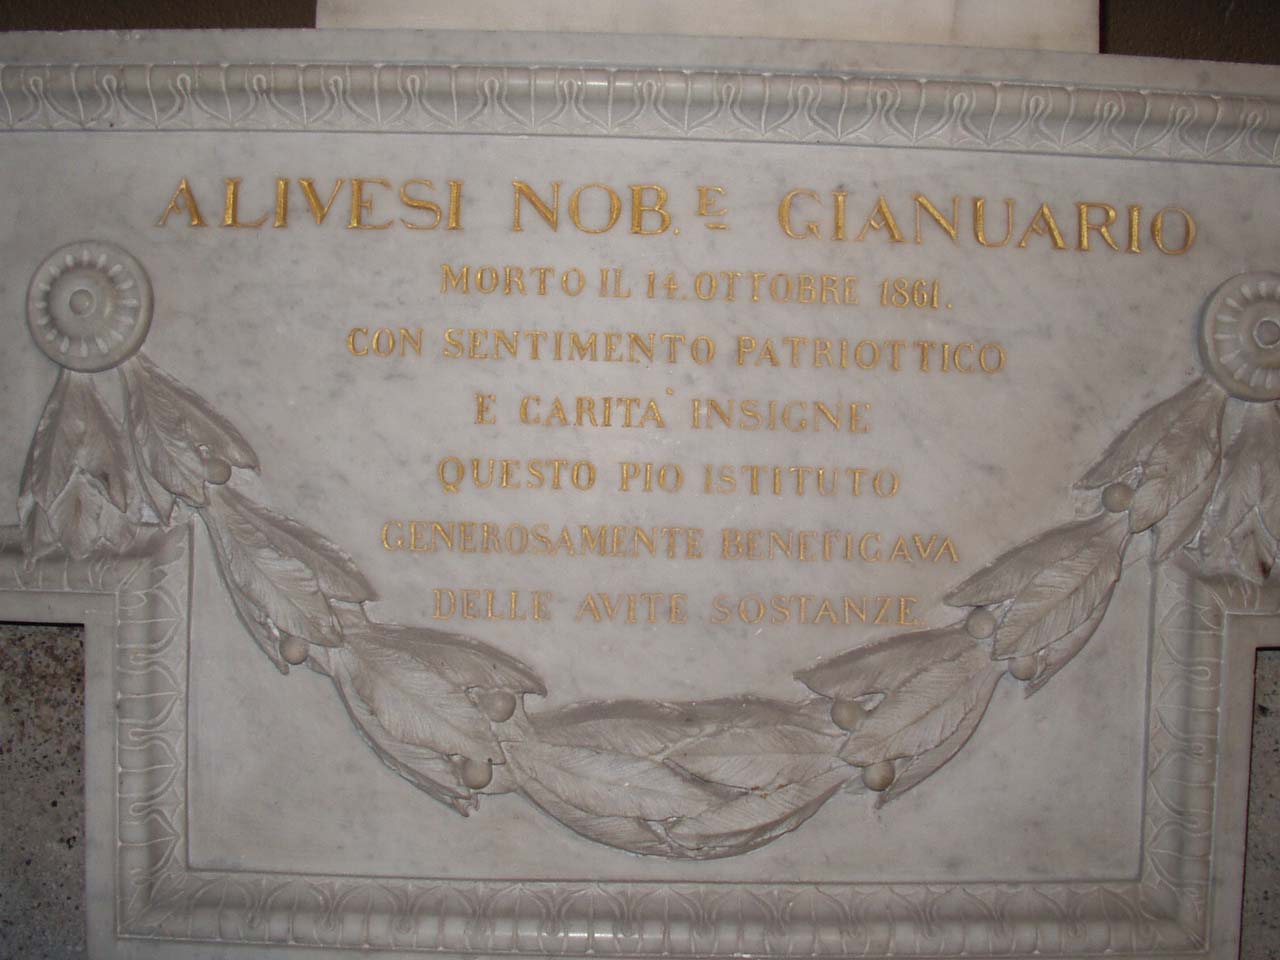 ALIVESI NOB.E GIANUARIO
MORTO IL 14. OTTOBRE 1861.
CON SENTIMENTO PATRIOTTICO
E CARITA' INSIGNE
QUESTO PIO ISTITUTO
GENEROSAMENTE BENEFICAVA
DELLE AVITE SOSTANZE.